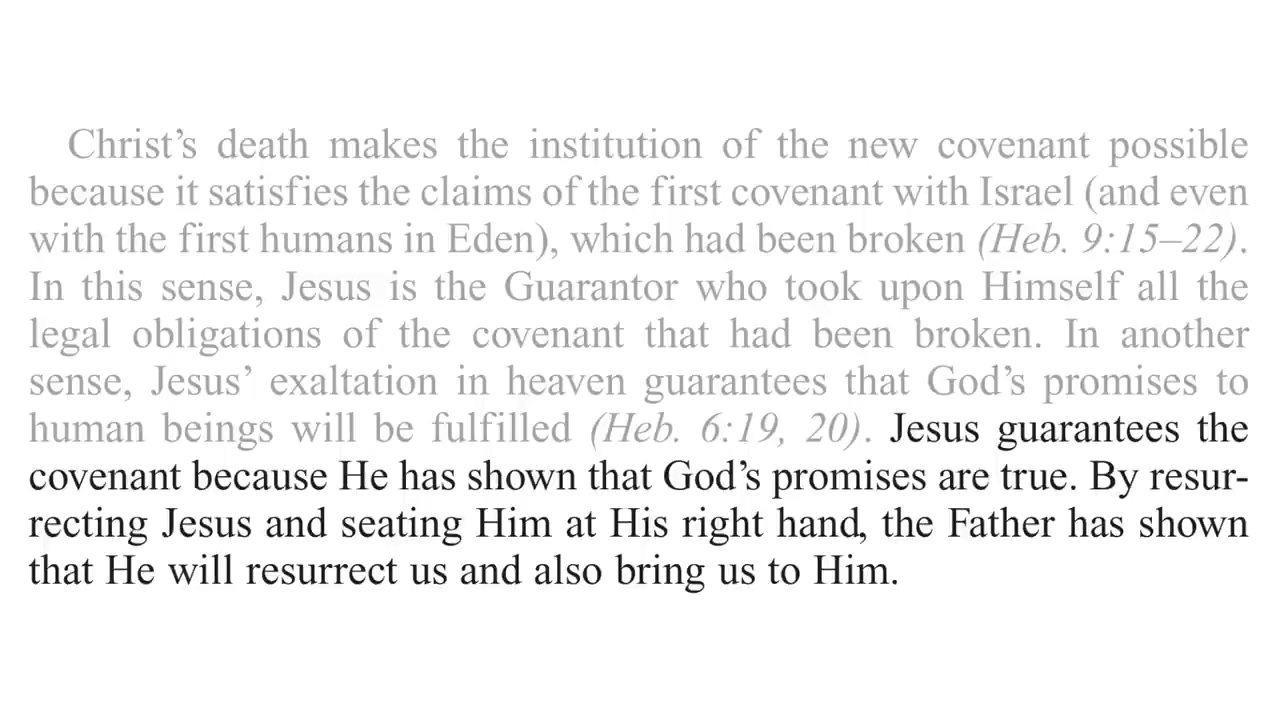 Christ’s death makes the institution of the new covenant possible
because it satisfies the claims of the first covenant with Israel (and even
with the first humans in Eden), which had been broken (Heb. 9:15–22).
In this sense, Jesus is the Guarantor who took upon Himself all the
legal obligations of the covenant that had been broken. In another
sense, Jesus’ exaltation in heaven guarantees that God’s promises to
human beings will be fulfilled (Heb. 6:19, 20). Jesus guarantees the
covenant because He has shown that God’s promises are true. By resur-
recting Jesus and seating Him at His right hand, the Father has shown
that He will resurrect us and also bring us to Him.